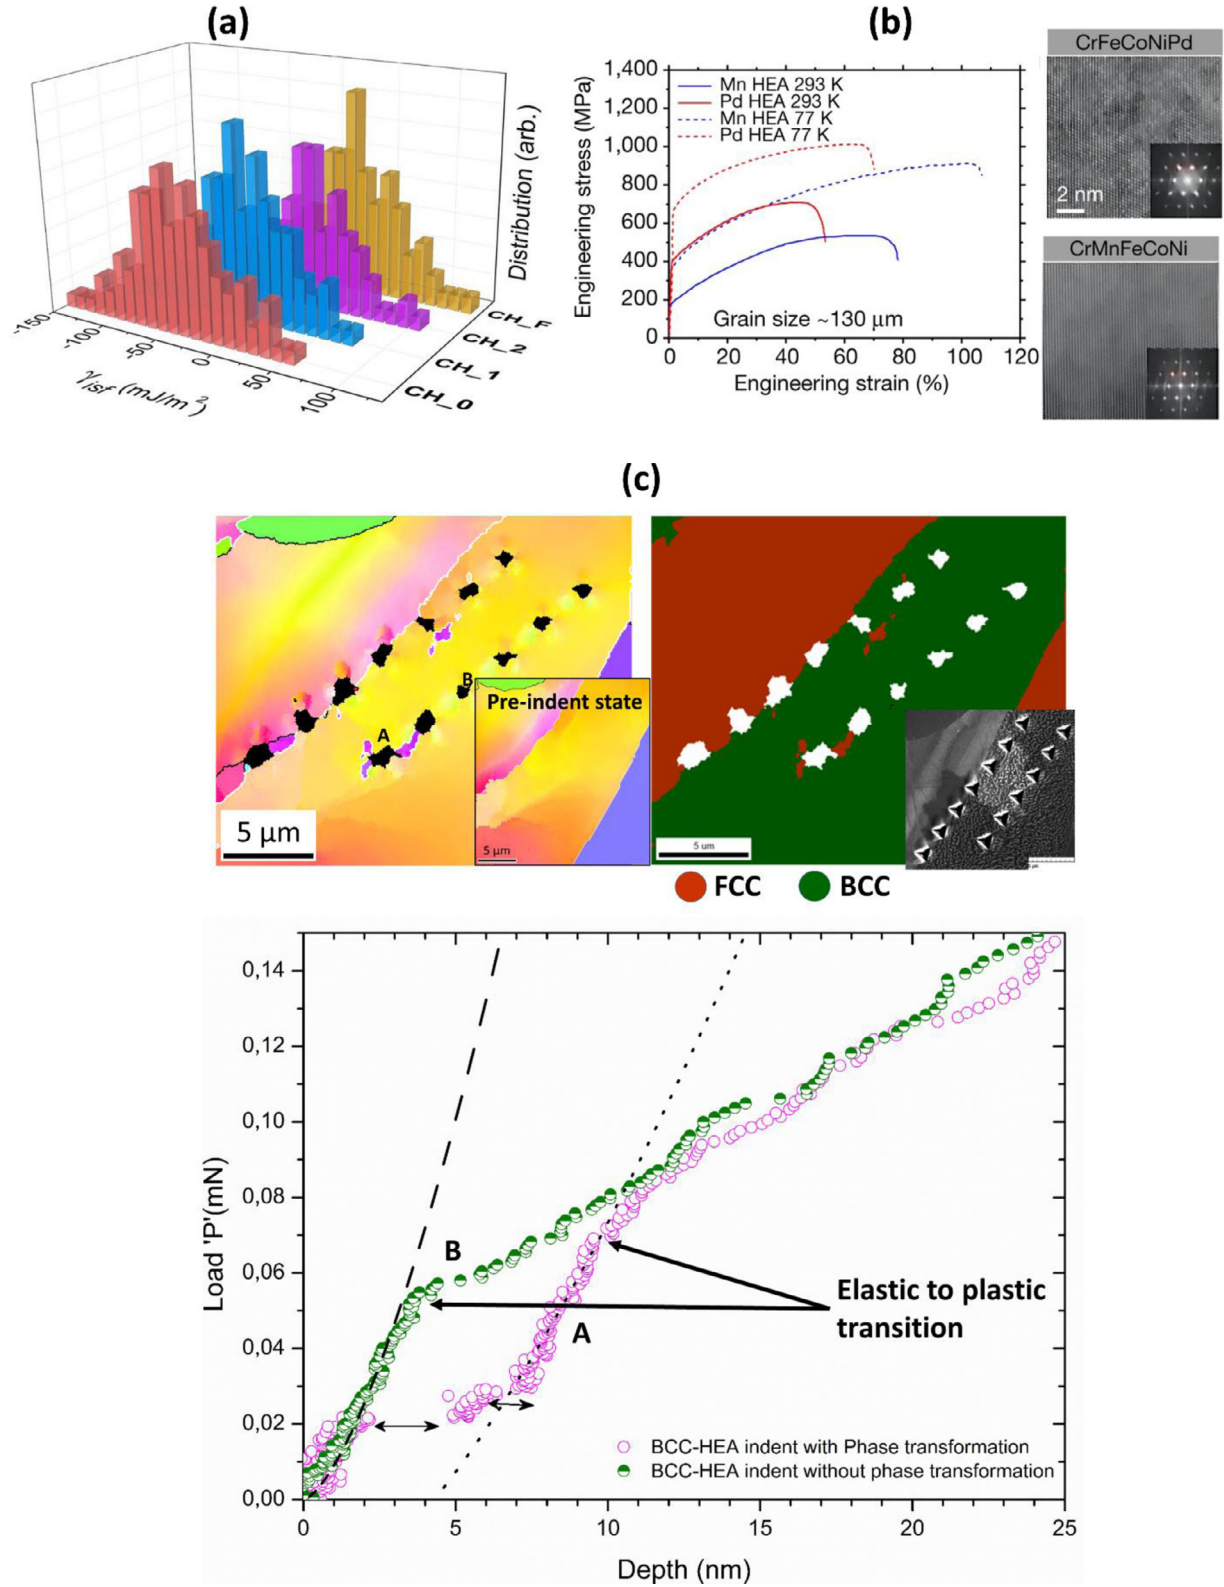 (a)
Distribution (arb.)
-150
-100
-50
0
50
100
γisf (mJ/m²)
CH_F
CH_2
CH_1
CH_0
(b)
1,400
1,200
1,000
800
600
400
200
0
Engineering stress (MPa)
Mn HEA 293 K
Pd HEA 293 K
Mn HEA 77 K
Pd HEA 77 K
Grain size ~130 μm
0 20 40 60 80 100 120
Engineering strain (%)
CrFeCoNiPd
2 nm
CrMnFeCoNi
(c)
B
A
Pre-indent state
5 μm
5 μm
5 um
FCC BCC
0,14
0,12
0,10
0,08
0,06
0,04
0,02
0,00
Load 'P'(mN)
B
A
Elastic to plastic
transition
BCC-HEA indent with Phase transformation
BCC-HEA indent without phase transformation
0 5 10 15 20 25
Depth (nm)